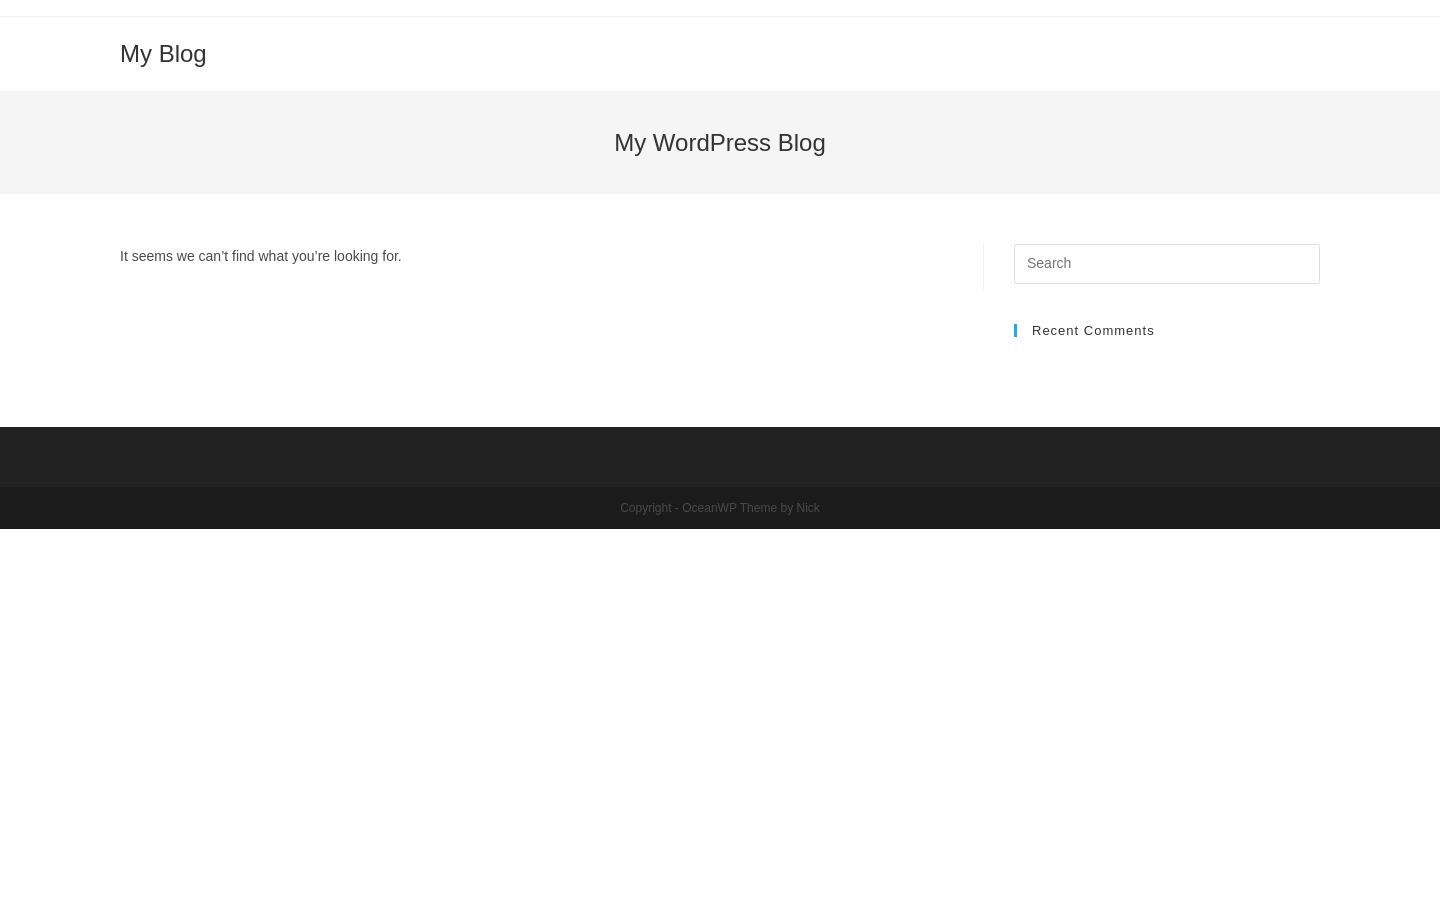 My Blog
My WordPress Blog
It seems we can’t find what you’re looking for.
Search
Recent Comments
Copyright - OceanWP Theme by Nick